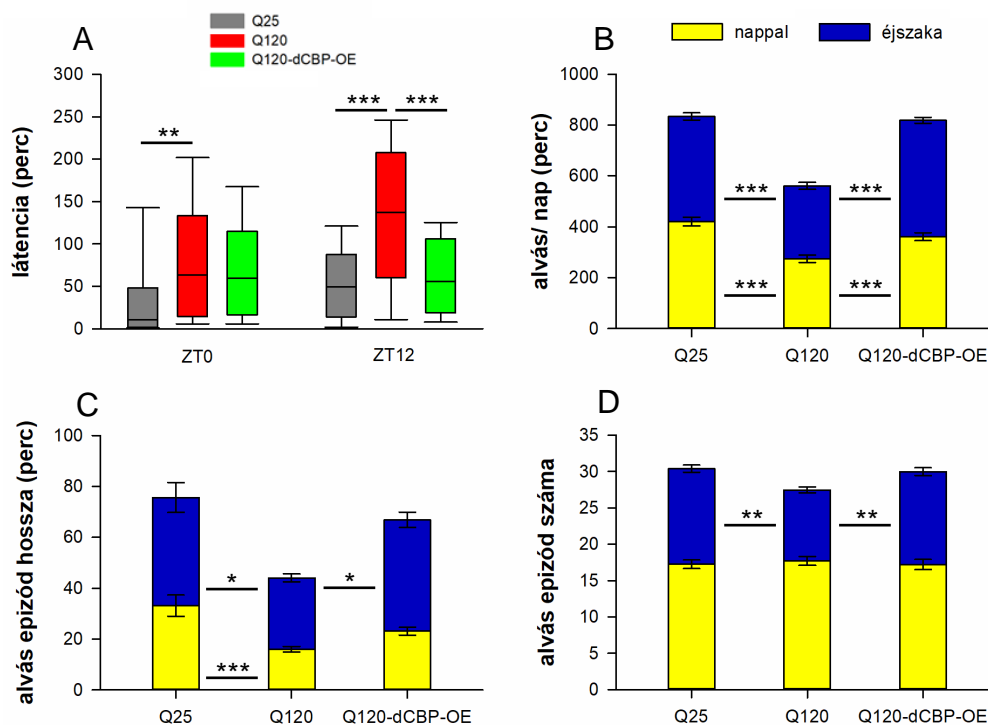 A
Q25
Q120
Q120-dCBP-OE
látencia (perc)
300
250
200
150
100
50
0
**
***
***
ZT0
ZT12
B
nappal
éjszaka
alvás/ nap (perc)
1000
800
600
400
200
0
***
***
***
***
Q25
Q120
Q120-dCBP-OE
C
alvás epizód hossza (perc)
100
80
60
40
20
0
*
*
***
Q25
Q120
Q120-dCBP-OE
D
alvás epizód száma
35
30
25
20
15
10
5
0
**
**
Q25
Q120
Q120-dCBP-OE